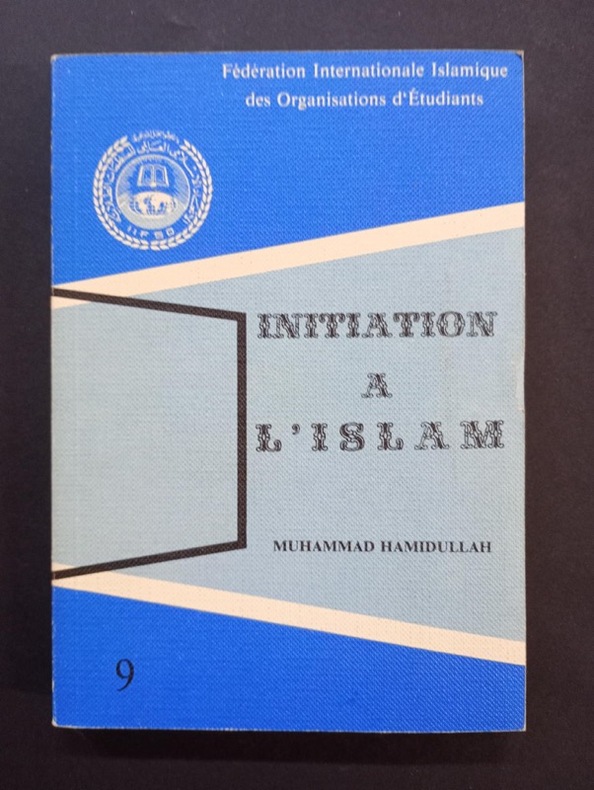 Fédération Internationale Islamique
des Organisations d'Étudiants
I I F S O
INITIATION
A
L'ISLAM
MUHAMMAD HAMIDULLAH
9